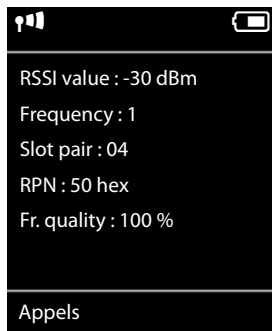 RSSI value : -30 dBm
Frequency : 1
Slot pair : 04
RPN : 50 hex
Fr. quality : 100 %
Appels